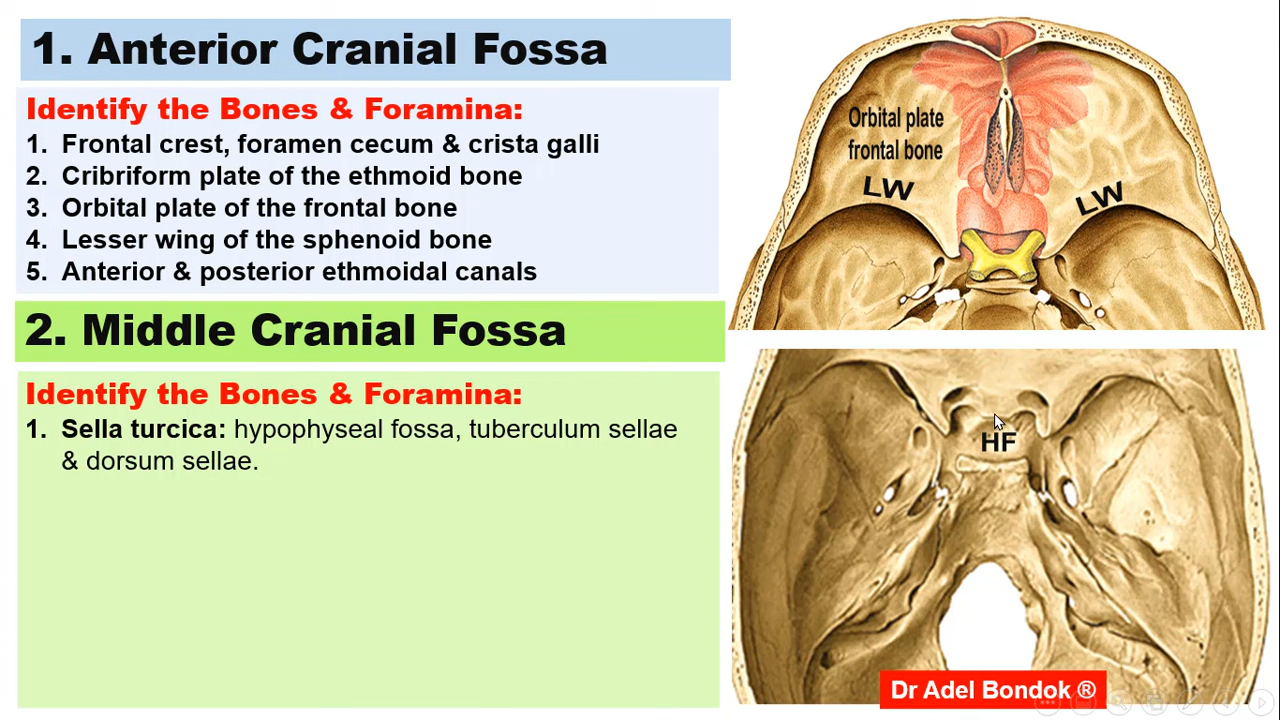 1. Anterior Cranial Fossa
Identify the Bones & Foramina:
1. Frontal crest, foramen cecum & crista galli
2. Cribriform plate of the ethmoid bone
3. Orbital plate of the frontal bone
4. Lesser wing of the sphenoid bone
5. Anterior & posterior ethmoidal canals
2. Middle Cranial Fossa
Identify the Bones & Foramina:
1. Sella turcica: hypophyseal fossa, tuberculum sellae
& dorsum sellae.
Orbital plate
frontal bone
LW
LW
HF
Dr Adel Bondok ®